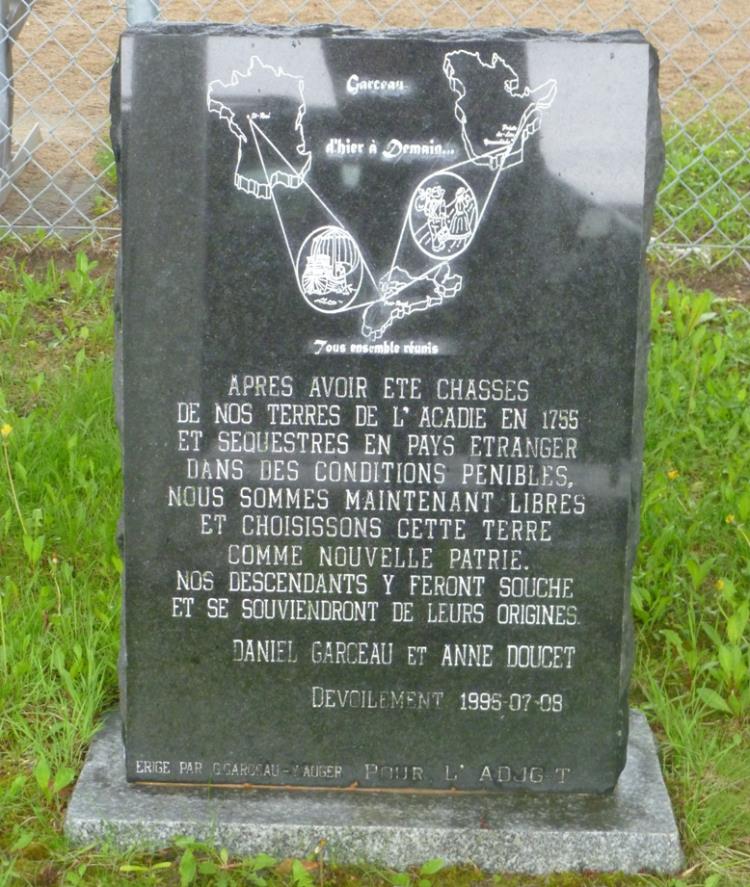 Garceau
d'hier à Demain...
Tous ensemble réunis
APRES AVOIR ETE CHASSES
DE NOS TERRES DE L'ACADIE EN 1755
ET SEQUESTRES EN PAYS ETRANGER
DANS DES CONDITIONS PENIBLES,
NOUS SOMMES MAINTENANT LIBRES
ET CHOISISSONS CETTE TERRE
COMME NOUVELLE PATRIE.
NOS DESCENDANTS Y FERONT SOUCHE
ET SE SOUVIENDRONT DE LEURS ORIGINES.
DANIEL GARCEAU ET ANNE DOUCET
DEVOILEMENT 1995-07-08
ERIGE PAR G.GARCEAU-Y.AUGER POUR L'ADJG-T